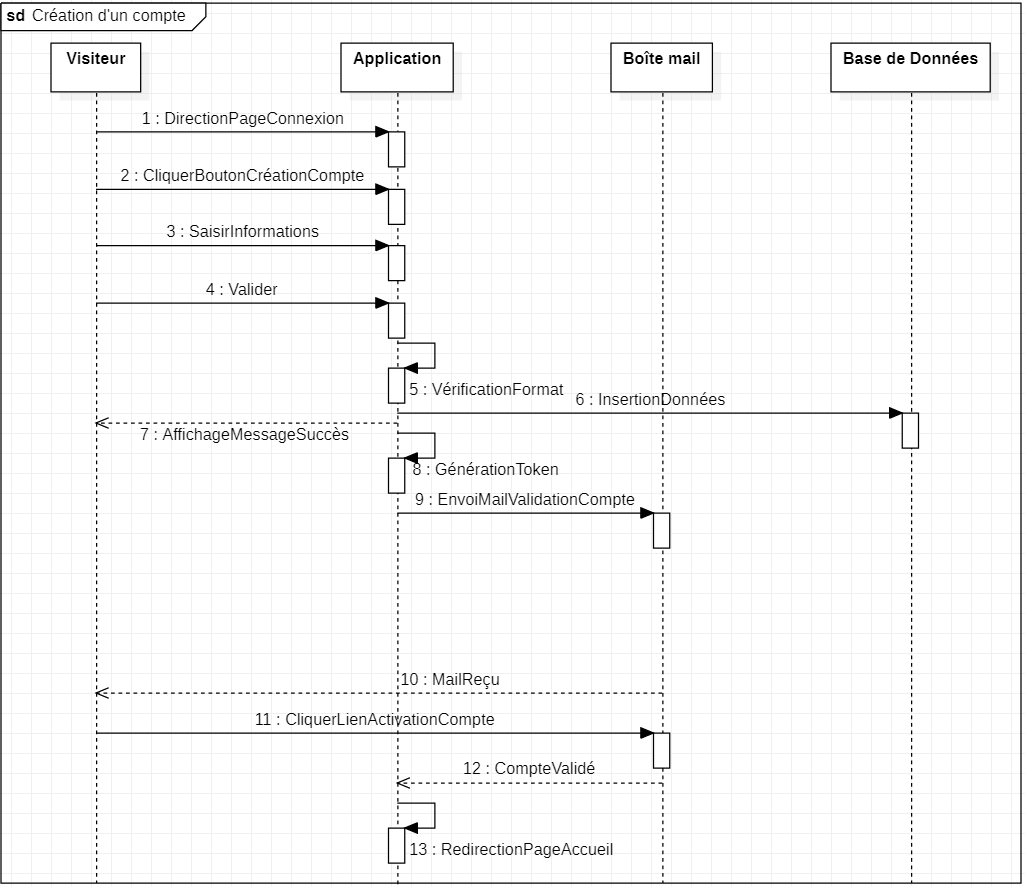 sd Création d'un compte
Visiteur
Application
Boîte mail
Base de Données
1 : DirectionPageConnexion
2 : CliquerBoutonCréationCompte
3 : SaisirInformations
4 : Valider
5 : VérificationFormat
6 : InsertionDonnées
7 : AffichageMessageSuccès
8 : GénérationToken
9 : EnvoiMailValidationCompte
10 : MailReçu
11 : CliquerLienActivationCompte
12 : CompteValidé
13 : RedirectionPageAccueil